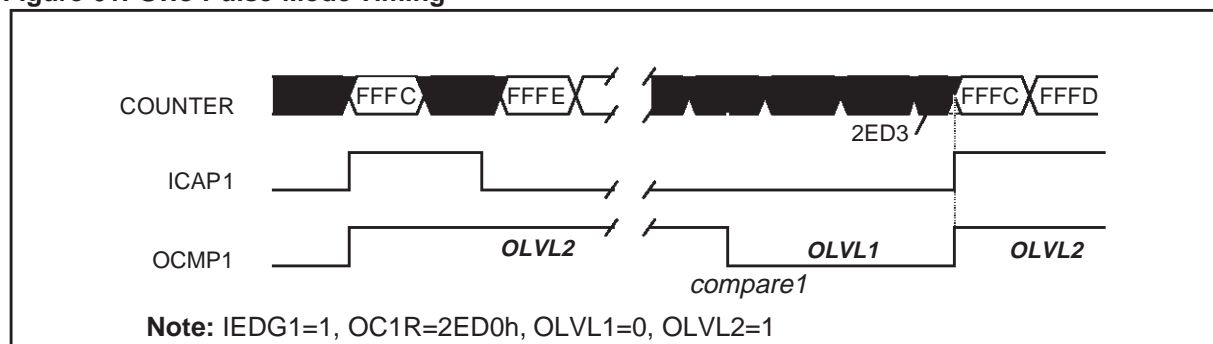 COUNTER FFFC FFFE FFFC FFFD
2ED3
ICAP1
OCMP1 OLVL2 OLVL1 OLVL2
compare1
Note: IEDG1=1, OC1R=2ED0h, OLVL1=0, OLVL2=1